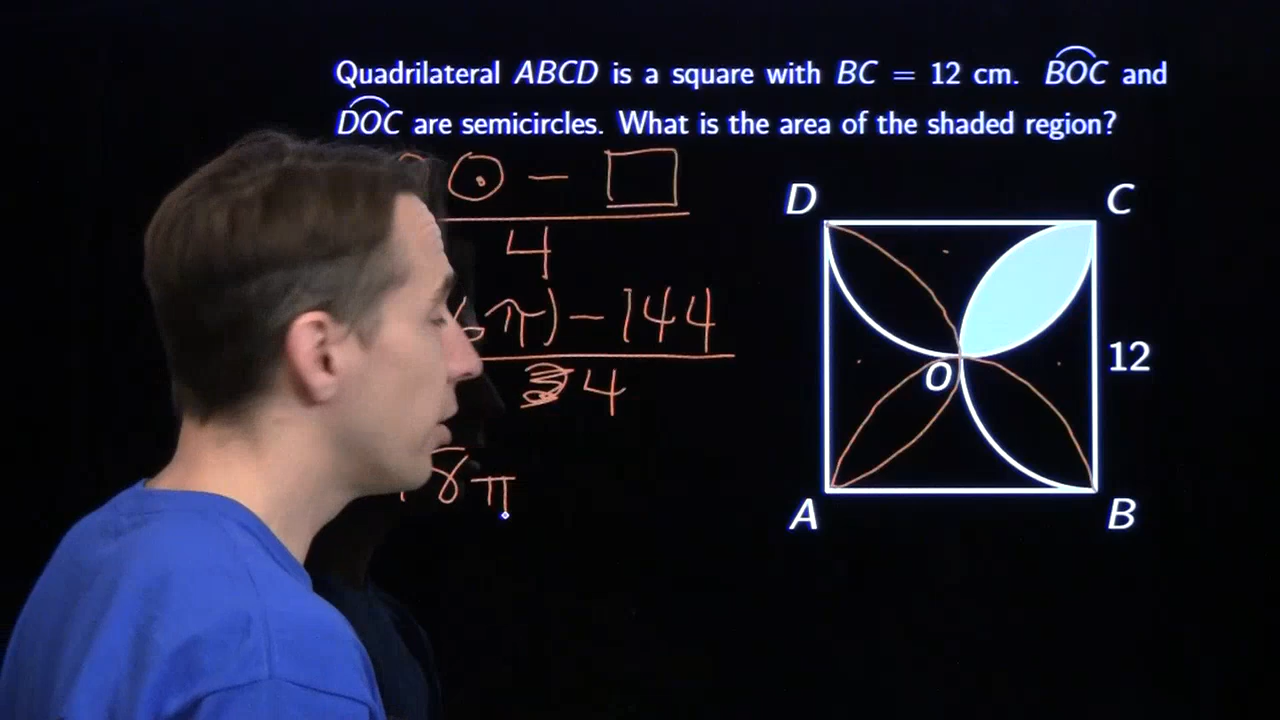 Quadrilateral ABCD is a square with BC = 12 cm. BOC and
DOC are semicircles. What is the area of the shaded region?
4
π) − 144
4
8π
D
C
12
O
A
B